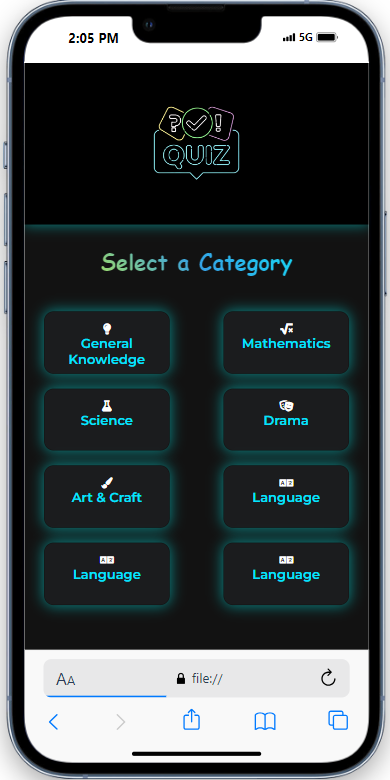 2:05 PM
5G
? !
QUIZ
Select a Category
General
Knowledge
Mathematics
Science
Drama
Art & Craft
Language
Language
Language
AA
file://